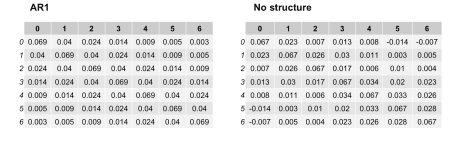 AR1
0 1 2 3 4 5 6
0 0.069 0.04 0.024 0.014 0.009 0.005 0.003
1 0.04 0.069 0.04 0.024 0.014 0.009 0.005
2 0.024 0.04 0.069 0.04 0.024 0.014 0.009
3 0.014 0.024 0.04 0.069 0.04 0.024 0.014
4 0.009 0.014 0.024 0.04 0.069 0.04 0.024
5 0.005 0.009 0.014 0.024 0.04 0.069 0.04
6 0.003 0.005 0.009 0.014 0.024 0.04 0.069
No structure
0 1 2 3 4 5 6
0 0.067 0.023 0.007 0.013 0.008 -0.014 -0.007
1 0.023 0.067 0.026 0.03 0.011 0.003 0.005
2 0.007 0.026 0.067 0.017 0.006 0.01 0.004
3 0.013 0.03 0.017 0.067 0.034 0.02 0.023
4 0.008 0.011 0.006 0.034 0.067 0.033 0.026
5 -0.014 0.003 0.01 0.02 0.033 0.067 0.028
6 -0.007 0.005 0.004 0.023 0.026 0.028 0.067